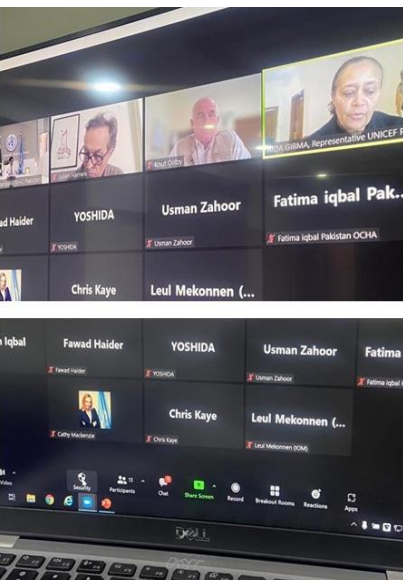 Julien Harneis
Knut Ostby
AIDA GIRMA, Representative UNICEF P
ad Haider
YOSHIDA
Usman Zahoor
Fatima iqbal Pak...
YOSHIDA
Usman Zahoor
Fatima iqbal Pakistan OCHA
Chris Kaye
Leul Mekonnen (...
Iqbal
Fawad Haider
YOSHIDA
Usman Zahoor
Fatima
Fawad Haider
YOSHIDA
Usman Zahoor
Fatima iqbal
Chris Kaye
Leul Mekonnen (...
Cathy Mackenzie
Chris Kaye
Leul Mekonnen (IOM)
Video
Security
Participants
Chat
Share Screen
Record
Breakout Rooms
Reactions
Apps
DELL